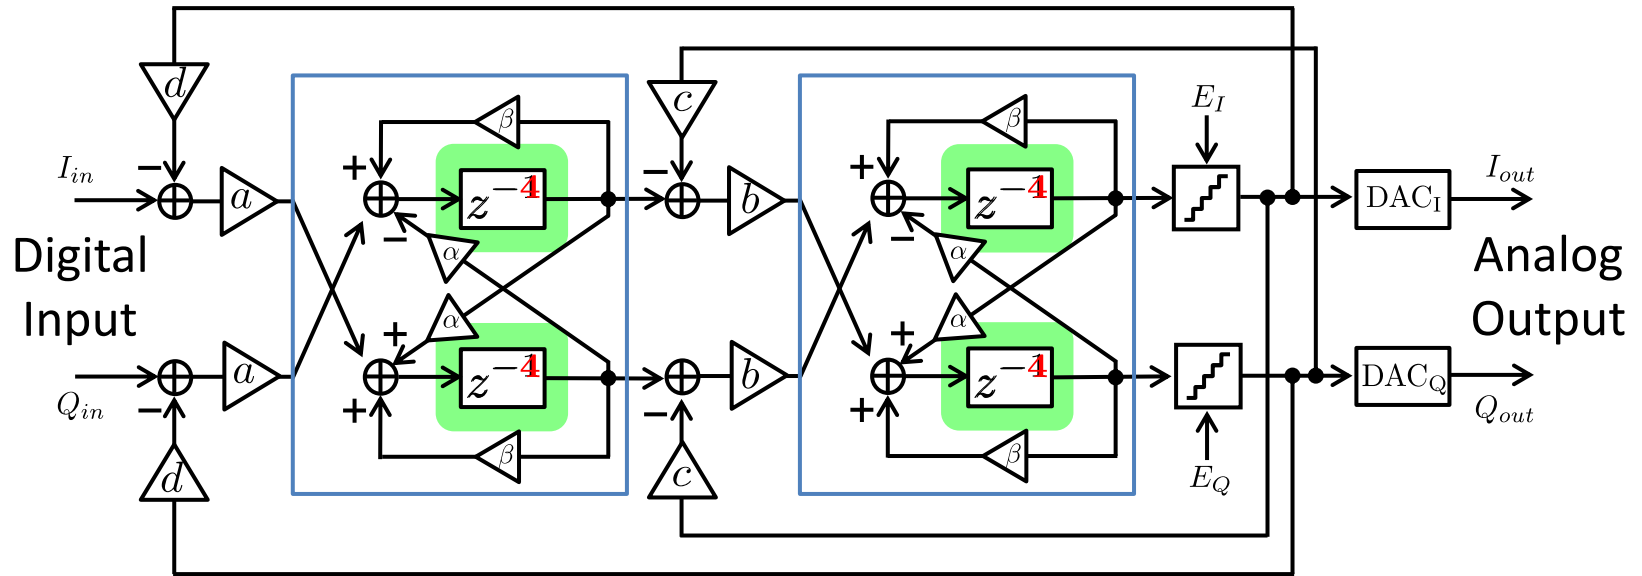 d
c
E_I
β
β
I_in
+
z^-4
+
z^-4
I_out
−
a
−
b
DAC_I
−
α
−
α
Digital
Input
Analog
Output
+
α
+
α
a
z^-4
b
z^-4
DAC_Q
Q_in
−
+
−
+
Q_out
β
β
d
c
E_Q